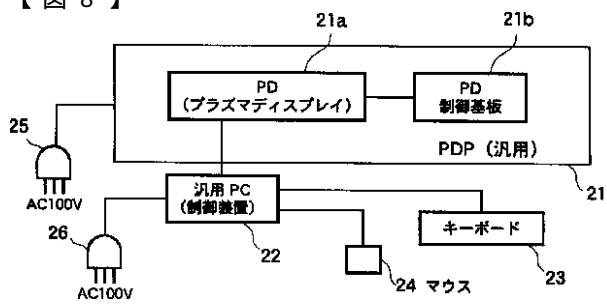 【図8】
21a
21b
PD
(プラズマディスプレイ)
PD
制御基板
PDP(汎用)
25
AC100V
21
汎用PC
(制御装置)
22
キーボード
23
26
AC100V
24 マウス